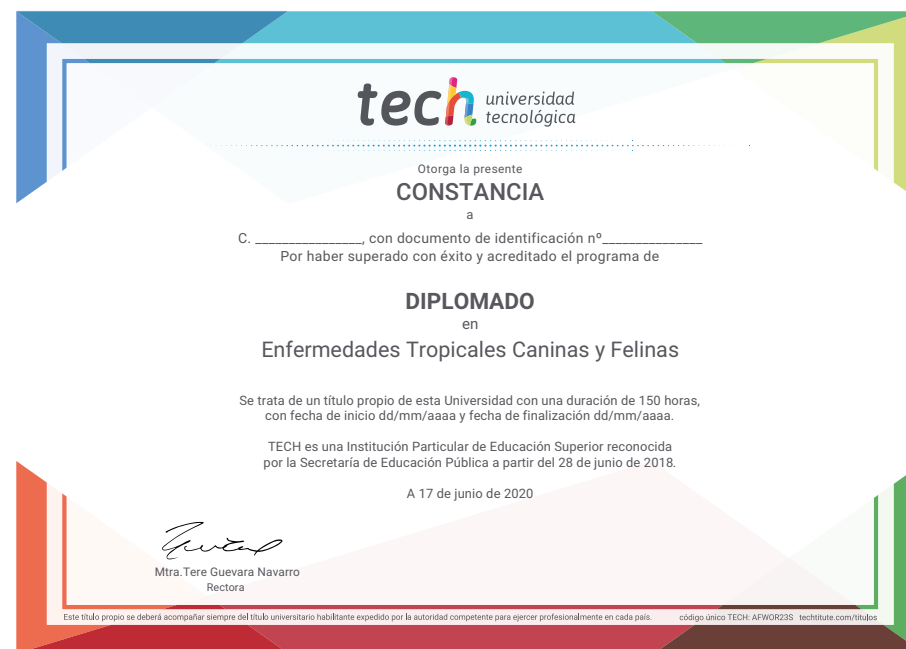 tech universidad
tecnológica
Otorga la presente
CONSTANCIA
a
C. ________________, con documento de identificación nº_______________
Por haber superado con éxito y acreditado el programa de
DIPLOMADO
en
Enfermedades Tropicales Caninas y Felinas
Se trata de un título propio de esta Universidad con una duración de 150 horas,
con fecha de inicio dd/mm/aaaa y fecha de finalización dd/mm/aaaa.
TECH es una Institución Particular de Educación Superior reconocida
por la Secretaría de Educación Pública a partir del 28 de junio de 2018.
A 17 de junio de 2020
Mtra.Tere Guevara Navarro
Rectora
Este título propio se deberá acompañar siempre del título universitario habilitante expedido por la autoridad competente para ejercer profesionalmente en cada país. código único TECH: AFWOR23S techtitute.com/titulos